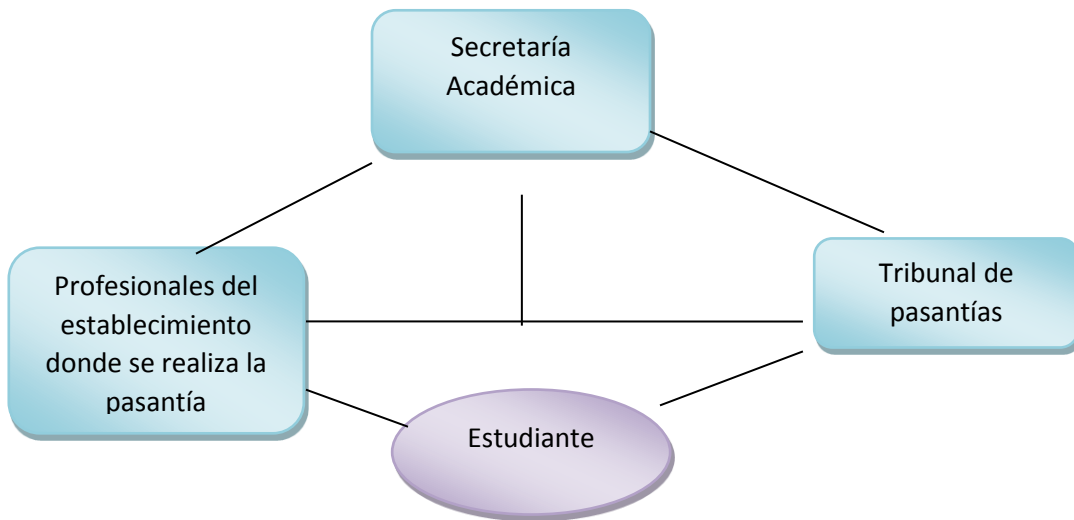 Secretaría
Académica
Profesionales del
establecimiento
donde se realiza la
pasantía
Tribunal de
pasantías
Estudiante